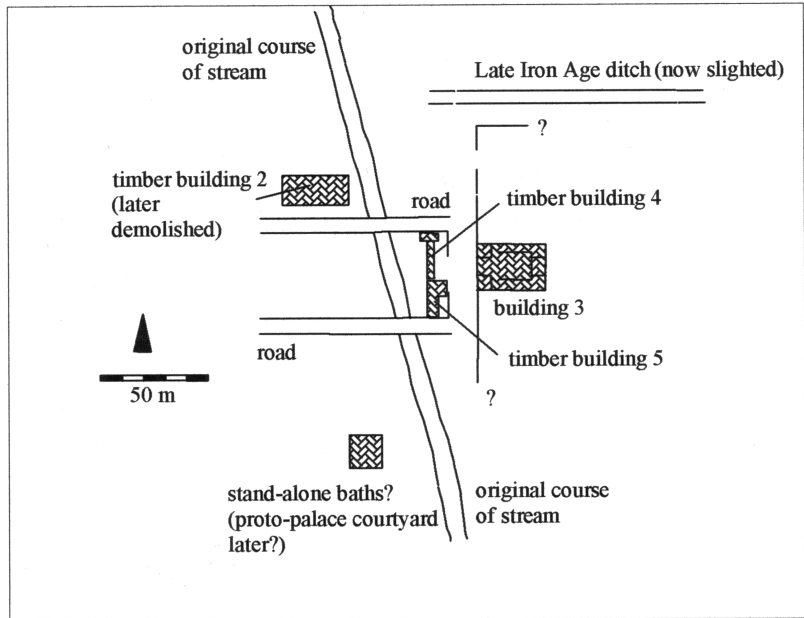 original course
of stream
Late Iron Age ditch (now slighted)
?
timber building 2
(later
demolished)
road
timber building 4
building 3
road
timber building 5
50 m
?
stand-alone baths?
(proto-palace courtyard
later?)
original course
of stream